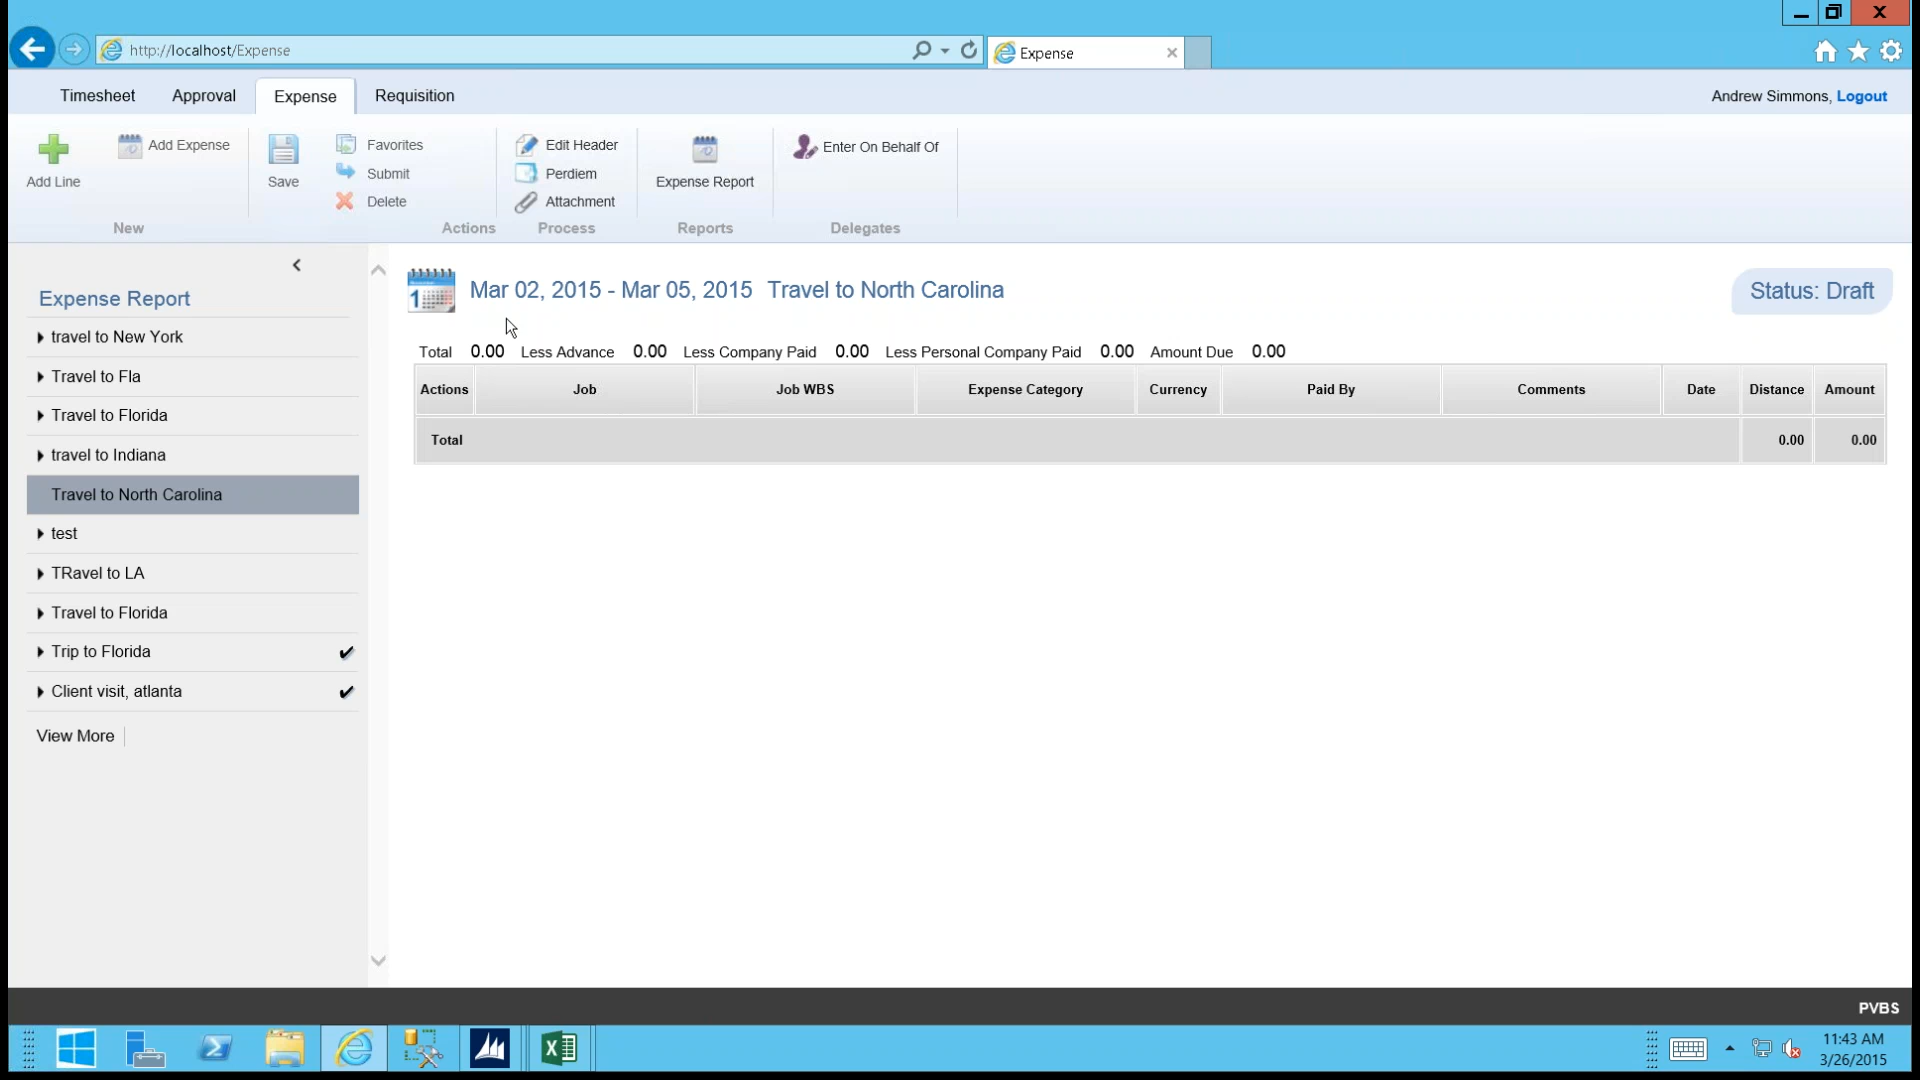 http://localhost/Expense
Expense
Timesheet Approval Expense Requisition
Andrew Simmons, Logout
Add Line
Add Expense
New
Save
Favorites
Submit
Delete
Actions
Edit Header
Perdiem
Attachment
Process
Expense Report
Reports
Enter On Behalf Of
Delegates
Expense Report
travel to New York
Travel to Fla
Travel to Florida
travel to Indiana
Travel to North Carolina
test
TRavel to LA
Travel to Florida
Trip to Florida
Client visit, atlanta
View More
Mar 02, 2015 - Mar 05, 2015 Travel to North Carolina
Status: Draft
Total 0.00 Less Advance 0.00 Less Company Paid 0.00 Less Personal Company Paid 0.00 Amount Due 0.00
Actions Job Job WBS Expense Category Currency Paid By Comments Date Distance Amount
Total 0.00 0.00
PVBS
11:43 AM
3/26/2015